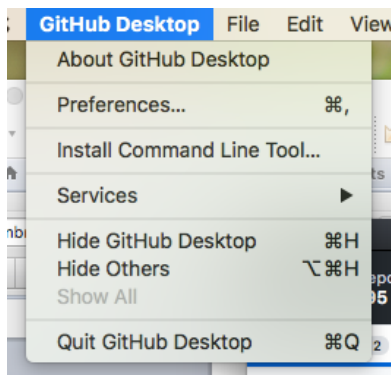 GitHub Desktop File Edit View
About GitHub Desktop
Preferences... ⌘,
Install Command Line Tool...
Services ▶
Hide GitHub Desktop ⌘H
Hide Others ⌥⌘H
Show All
Quit GitHub Desktop ⌘Q
2